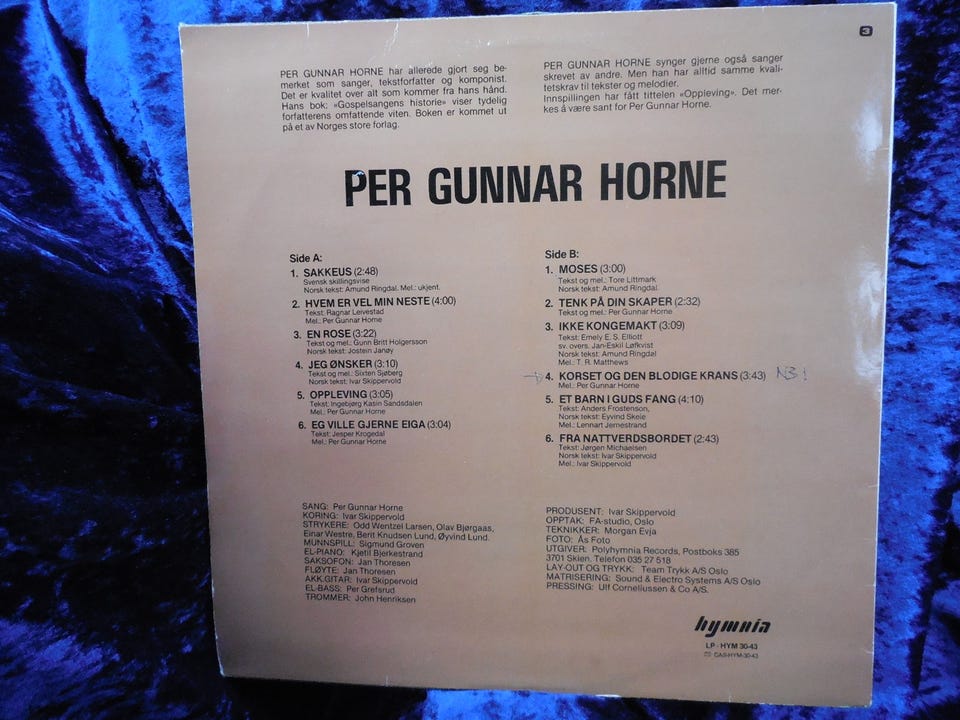 3
PER GUNNAR HORNE har allerede gjort seg be-
merket som sanger, tekstforfatter og komponist.
Det er kvalitet over alt som kommer fra hans hånd.
Hans bok; «Gospelsangens historie» viser tydelig
forfatterens omfattende viten. Boken er kommet ut
på et av Norges store forlag.
PER GUNNAR HORNE synger gjerne også sanger
skrevet av andre. Men han har alltid samme kvali-
tetskrav til tekster og melodier.
Innspillingen har fått tittelen «Oppleving». Det mer-
kes å være sant for Per Gunnar Horne.
PER GUNNAR HORNE
Side A:
1. SAKKEUS (2:48)
Svensk skillingsvise
Norsk tekst: Amund Ringdal. Mel.: ukjent.
2. HVEM ER VEL MIN NESTE (4:00)
Tekst: Ragnar Leivestad
Mel.: Per Gunnar Horne
3. EN ROSE (3:22)
Tekst og mel.: Gunn Britt Holgersson
Norsk tekst: Jostein Janøy
4. JEG ØNSKER (3:10)
Tekst og mel.: Sixten Sjøberg
Norsk tekst: Ivar Skippervold
5. OPPLEVING (3:05)
Tekst: Ingebjørg Kasin Sandsdalen
Mel.: Per Gunnar Horne
6. EG VILLE GJERNE EIGA (3:04)
Tekst: Jesper Krogedal
Mel.: Per Gunnar Horne
Side B:
1. MOSES (3:00)
Tekst og mel.: Tore Littmark
Norsk tekst: Amund Ringdal.
2. TENK PÅ DIN SKAPER (2:32)
Tekst og mel.: Per Gunnar Horne
3. IKKE KONGEMAKT (3:09)
Tekst: Emely E. S. Elliott
sv. overs. Jan-Eskil Løfkvist
Norsk tekst: Amund Ringdal
Mel.: T. R. Matthews
4. KORSET OG DEN BLODIGE KRANS (3:43) NB!
Mel.: Per Gunnar Horne
5. ET BARN I GUDS FANG (4:10)
Tekst: Anders Frostenson,
Norsk tekst: Eyvind Skeie
Mel.: Lennart Jernestrand
6. FRA NATTVERDSBORDET (2:43)
Tekst: Jørgen Michaelsen
Norsk tekst: Ivar Skippervold
Mel.: Ivar Skippervold
SANG: Per Gunnar Horne
KORING: Ivar Skippervold
STRYKERE: Odd Wentzel Larsen, Olav Bjørgaas,
Einar Westre, Berit Knudsen Lund, Øyvind Lund.
MUNNSPILL: Sigmund Groven
EL-PIANO: Kjetil Bjerkestrand
SAKSOFON: Jan Thoresen
FLØYTE: Jan Thoresen
AKK.GITAR: Ivar Skippervold
EL-BASS: Per Grefsrud
TROMMER: John Henriksen
PRODUSENT: Ivar Skippervold
OPPTAK: FA-studio, Oslo
TEKNIKKER: Morgan Evja
FOTO: Ås Foto
UTGIVER: Polyhymnia Records, Postboks 385
3701 Skien. Telefon 035 27 518
LAY-OUT OG TRYKK: Team Trykk A/S Oslo
MATRISERING: Sound & Electro Systems A/S Oslo
PRESSING: Ulf Corneliussen & Co A/S.
hymnia
LP - HYM 30-43
CAS-HYM-30-43